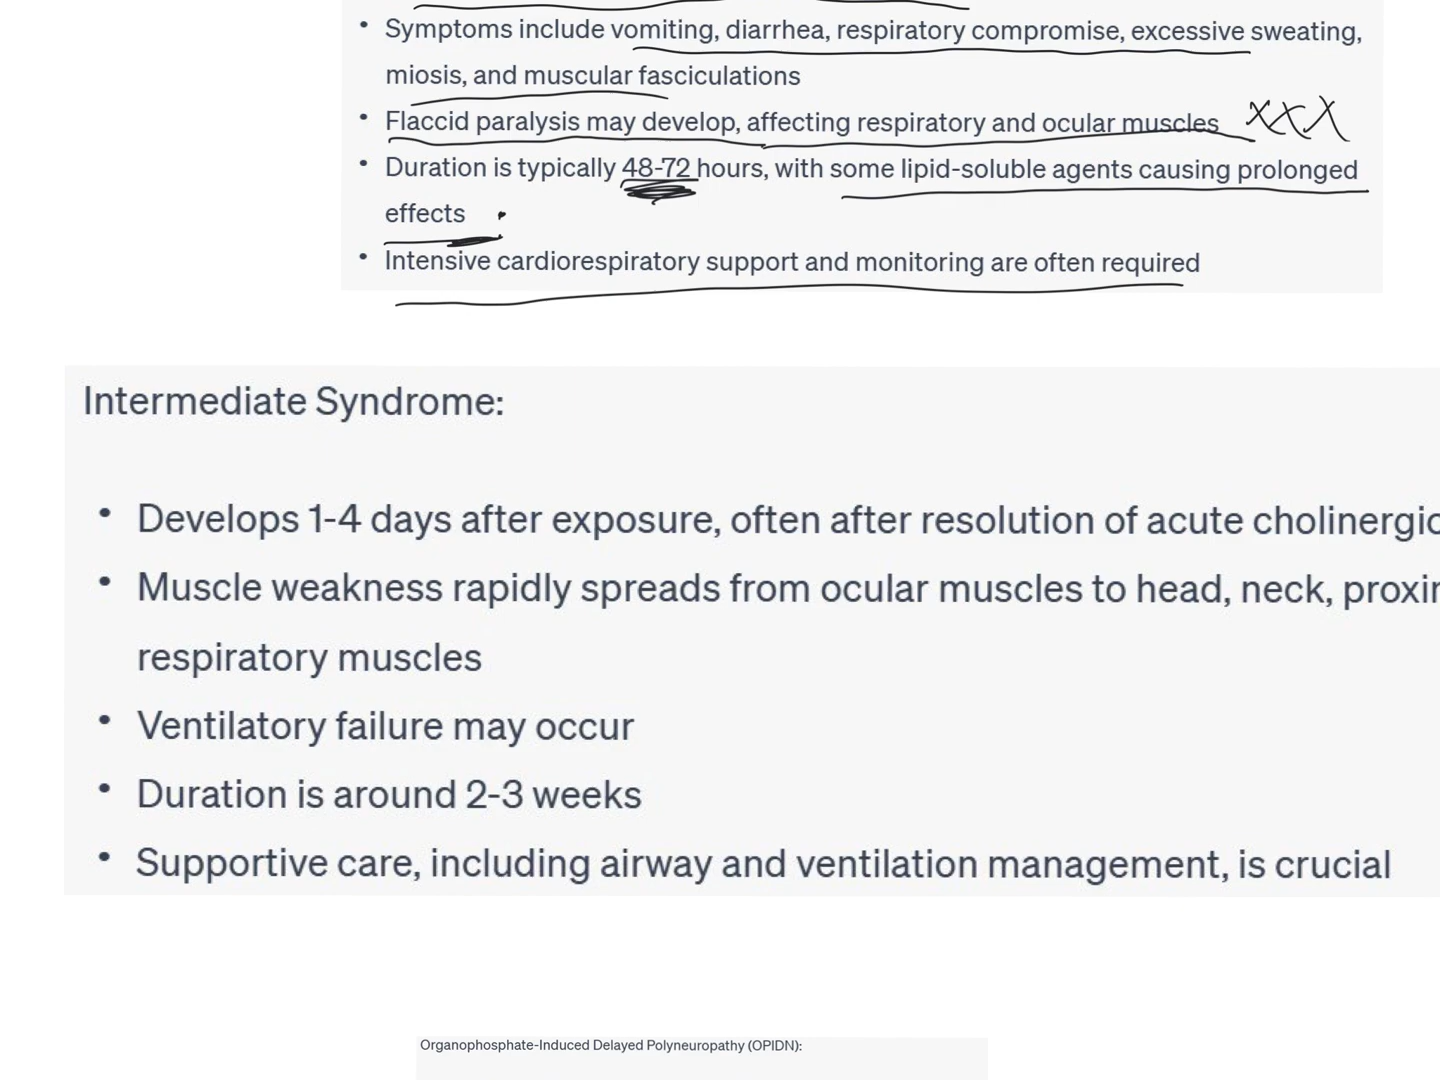 • Symptoms include vomiting, diarrhea, respiratory compromise, excessive sweating,
miosis, and muscular fasciculations
• Flaccid paralysis may develop, affecting respiratory and ocular muscles XXX
• Duration is typically 48-72 hours, with some lipid-soluble agents causing prolonged
effects
• Intensive cardiorespiratory support and monitoring are often required
Intermediate Syndrome:
• Develops 1-4 days after exposure, often after resolution of acute cholinergic
• Muscle weakness rapidly spreads from ocular muscles to head, neck,
respiratory muscles
• Ventilatory failure may occur
• Duration is around 2-3 weeks
• Supportive care, including airway and ventilation management, is crucial
Organophosphate-Induced Delayed Polyneuropathy (OPIDN):